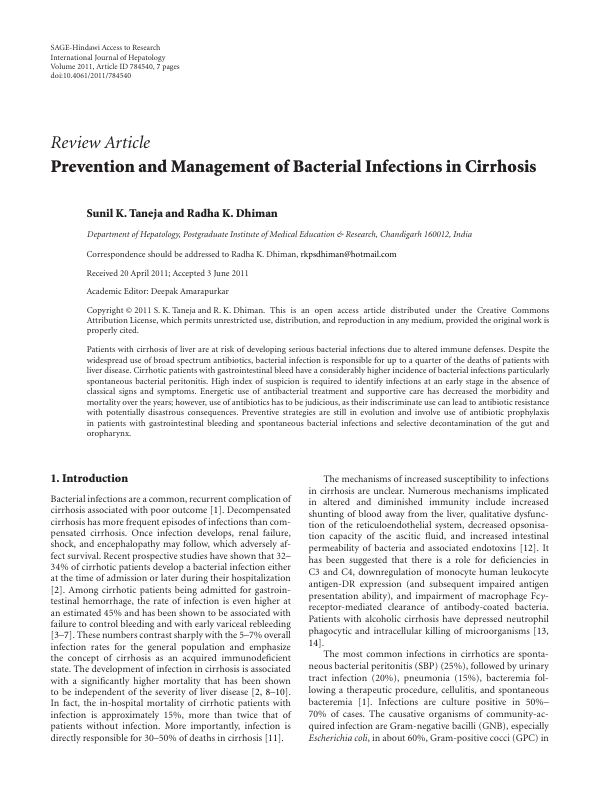 SAGE-Hindawi Access to Research
International Journal of Hepatology
Volume 2011, Article ID 784540, 7 pages
doi:10.4061/2011/784540
Review Article
Prevention and Management of Bacterial Infections in Cirrhosis
Sunil K. Taneja and Radha K. Dhiman
Department of Hepatology, Postgraduate Institute of Medical Education & Research, Chandigarh 160012, India
Correspondence should be addressed to Radha K. Dhiman, rkpsdhiman@hotmail.com
Received 20 April 2011; Accepted 3 June 2011
Academic Editor: Deepak Amarapurkar
Copyright © 2011 S. K. Taneja and R. K. Dhiman. This is an open access article distributed under the Creative Commons
Attribution License, which permits unrestricted use, distribution, and reproduction in any medium, provided the original work is
properly cited.
Patients with cirrhosis of liver are at risk of developing serious bacterial infections due to altered immune defenses. Despite the
widespread use of broad spectrum antibiotics, bacterial infection is responsible for up to a quarter of the deaths of patients with
liver disease. Cirrhotic patients with gastrointestinal bleed have a considerably higher incidence of bacterial infections particularly
spontaneous bacterial peritonitis. High index of suspicion is required to identify infections at an early stage in the absence of
classical signs and symptoms. Energetic use of antibacterial treatment and supportive care has decreased the morbidity and
mortality over the years; however, use of antibiotics has to be judicious, as their indiscriminate use can lead to antibiotic resistance
with potentially disastrous consequences. Preventive strategies are still in evolution and involve use of antibiotic prophylaxis
in patients with gastrointestinal bleeding and spontaneous bacterial infections and selective decontamination of the gut and
oropharynx.
1. Introduction
Bacterial infections are a common, recurrent complication of
cirrhosis associated with poor outcome [1]. Decompensated
cirrhosis has more frequent episodes of infections than com-
pensated cirrhosis. Once infection develops, renal failure,
shock, and encephalopathy may follow, which adversely af-
fect survival. Recent prospective studies have shown that 32–
34% of cirrhotic patients develop a bacterial infection either
at the time of admission or later during their hospitalization
[2]. Among cirrhotic patients being admitted for gastroin-
testinal hemorrhage, the rate of infection is even higher at
an estimated 45% and has been shown to be associated with
failure to control bleeding and with early variceal rebleeding
[3–7]. These numbers contrast sharply with the 5–7% overall
infection rates for the general population and emphasize
the concept of cirrhosis as an acquired immunodeficient
state. The development of infection in cirrhosis is associated
with a significantly higher mortality that has been shown
to be independent of the severity of liver disease [2, 8–10].
In fact, the in-hospital mortality of cirrhotic patients with
infection is approximately 15%, more than twice that of
patients without infection. More importantly, infection is
directly responsible for 30–50% of deaths in cirrhosis [11].
The mechanisms of increased susceptibility to infections
in cirrhosis are unclear. Numerous mechanisms implicated
in altered and diminished immunity include increased
shunting of blood away from the liver, qualitative dysfunc-
tion of the reticuloendothelial system, decreased opsonisa-
tion capacity of the ascitic fluid, and increased intestinal
permeability of bacteria and associated endotoxins [12]. It
has been suggested that there is a role for deficiencies in
C3 and C4, downregulation of monocyte human leukocyte
antigen-DR expression (and subsequent impaired antigen
presentation ability), and impairment of macrophage Fcγ-
receptor-mediated clearance of antibody-coated bacteria.
Patients with alcoholic cirrhosis have depressed neutrophil
phagocytic and intracellular killing of microorganisms [13,
14].
The most common infections in cirrhotics are sponta-
neous bacterial peritonitis (SBP) (25%), followed by urinary
tract infection (20%), pneumonia (15%), bacteremia fol-
lowing a therapeutic procedure, cellulitis, and spontaneous
bacteremia [1]. Infections are culture positive in 50%–
70% of cases. The causative organisms of community-ac-
quired infection are Gram-negative bacilli (GNB), especially
Escherichia coli, in about 60%, Gram-positive cocci (GPC) in